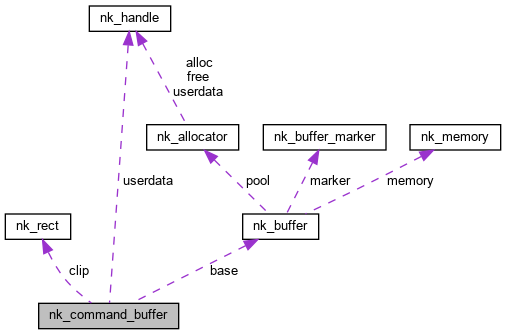 nk_handle
alloc
free
userdata
nk_allocator
nk_buffer_marker
nk_memory
userdata
pool
marker
memory
nk_rect
nk_buffer
clip
base
nk_command_buffer